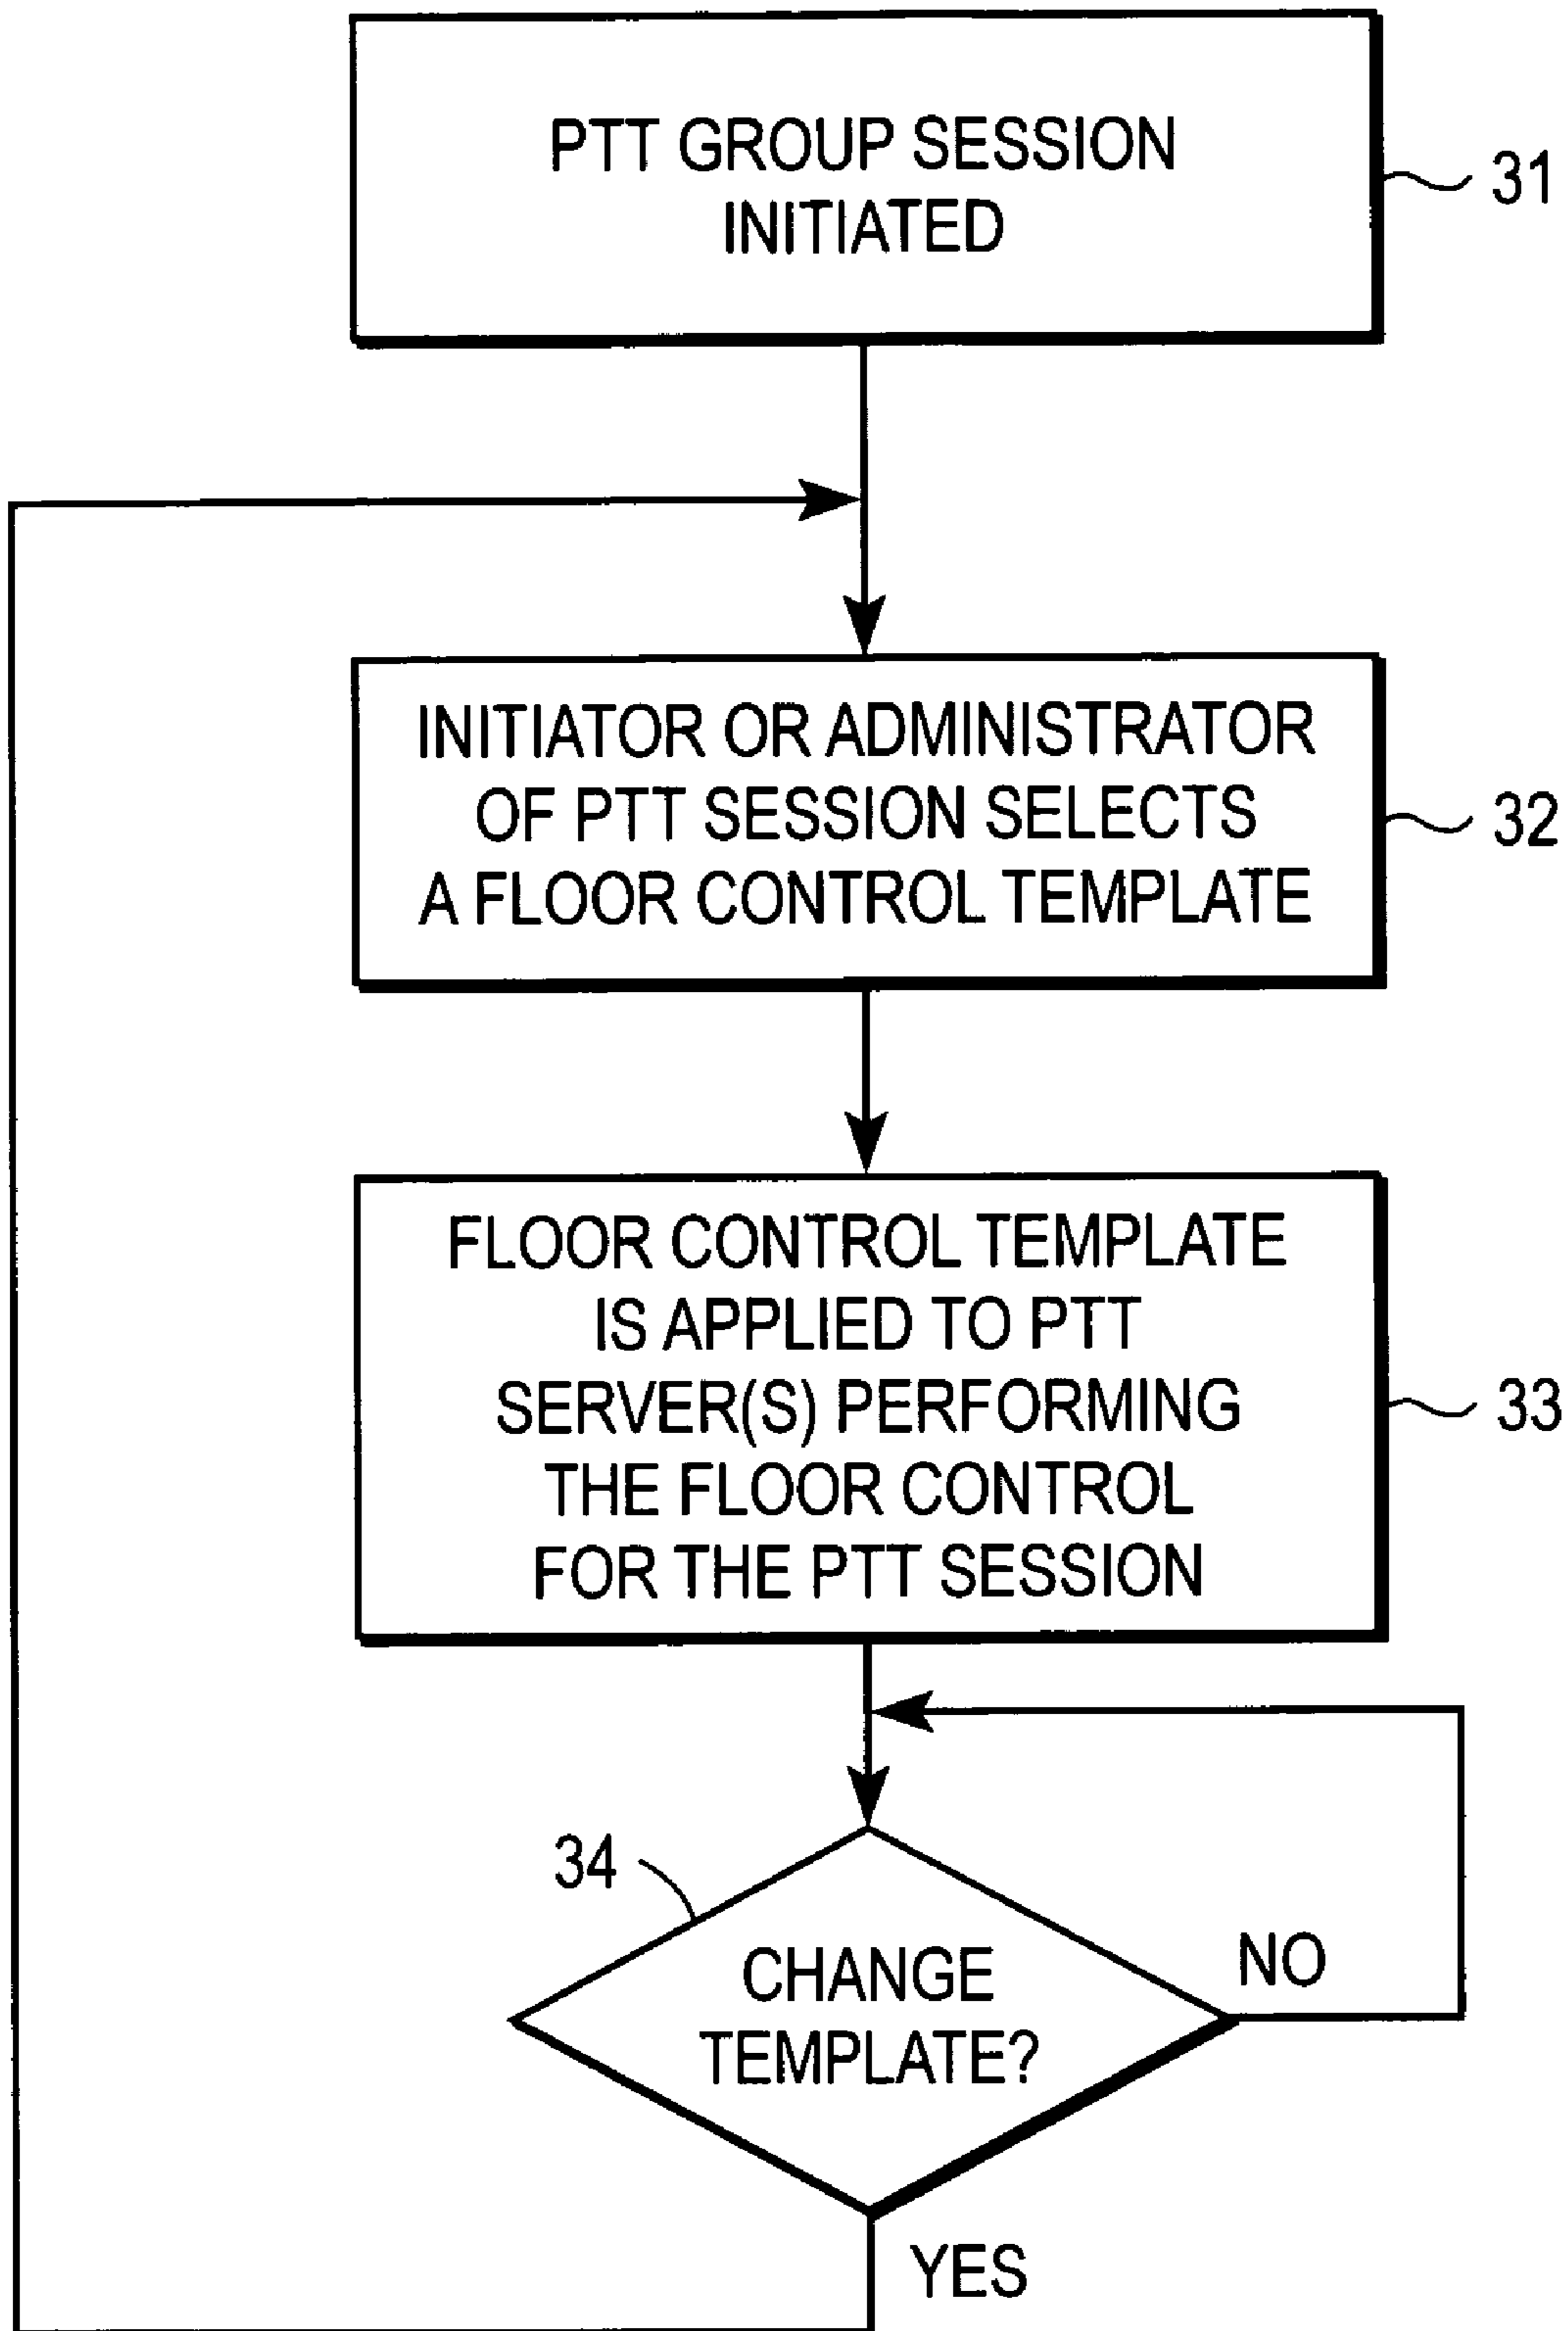 PTT GROUP SESSION
INITIATED
31
INITIATOR OR ADMINISTRATOR
OF PTT SESSION SELECTS
A FLOOR CONTROL TEMPLATE
32
FLOOR CONTROL TEMPLATE
IS APPLIED TO PTT
SERVER(S) PERFORMING
THE FLOOR CONTROL
FOR THE PTT SESSION
33
34
CHANGE
TEMPLATE?
NO
YES